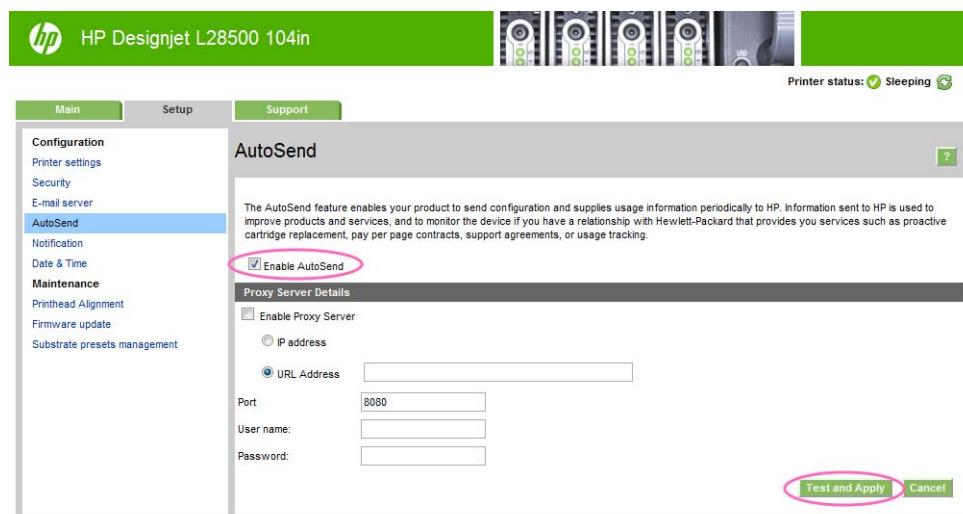 hp HP Designjet L28500 104in
Printer status: Sleeping
Main Setup Support
Configuration
Printer settings
Security
E-mail server
AutoSend
Notification
Date & Time
Maintenance
Printhead Alignment
Firmware update
Substrate presets management
AutoSend
?
The AutoSend feature enables your product to send configuration and supplies usage information periodically to HP. Information sent to HP is used to
improve products and services, and to monitor the device if you have a relationship with Hewlett-Packard that provides you services such as proactive
cartridge replacement, pay per page contracts, support agreements, or usage tracking.
Enable AutoSend
Proxy Server Details
Enable Proxy Server
IP address
URL Address
Port 8080
User name:
Password:
Test and Apply Cancel